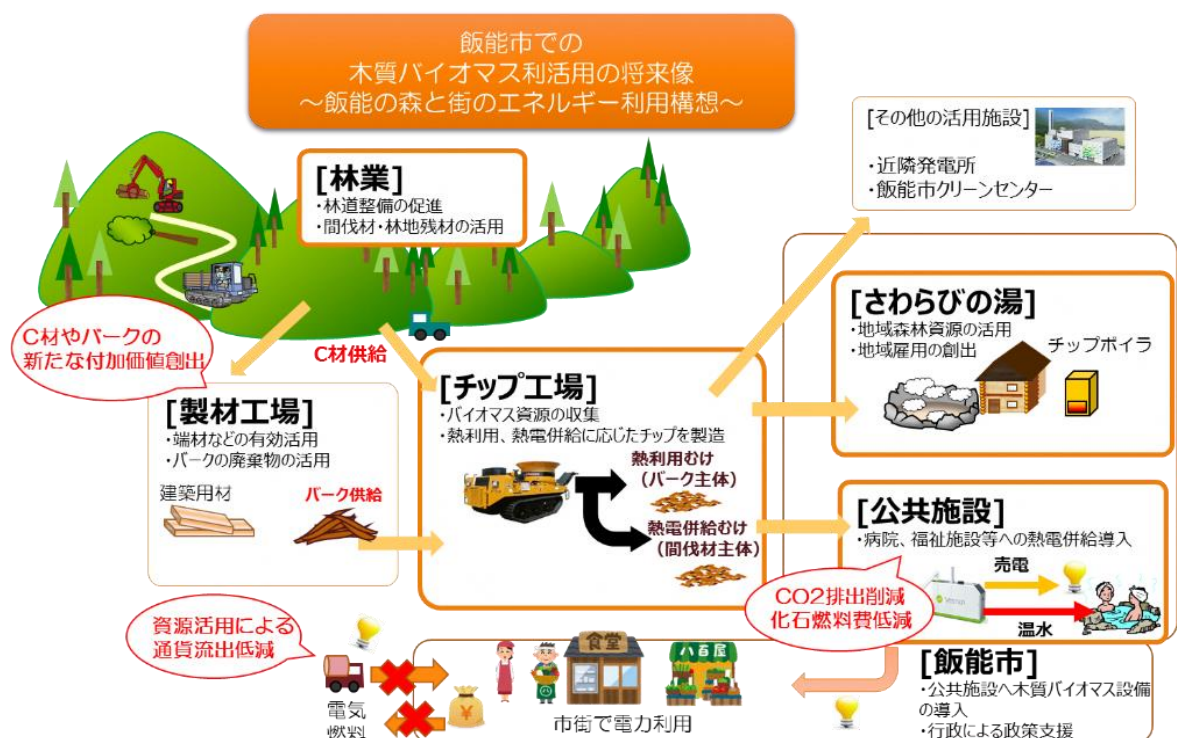 飯能市での
木質バイオマス利活用の将来像
～飯能の森と街のエネルギー利用構想～
[その他の活用施設]
・近隣発電所
・飯能市クリーンセンター
[林業]
・林道整備の促進
・間伐材・林地残材の活用
C材やバークの
新たな付加価値創出
C材供給
[さわらびの湯]
・地域森林資源の活用
・地域雇用の創出
チップボイラ
[製材工場]
・端材などの有効活用
・バークの廃棄物の活用
建築用材
バーク供給
[チップ工場]
・バイオマス資源の収集
・熱利用、熱電併給に応じたチップを製造
熱利用むけ
（バーク主体）
熱電併給むけ
（間伐材主体）
[公共施設]
・病院、福祉施設等への熱電併給導入
売電
温水
CO2排出削減
化石燃料費低減
資源活用による
通貨流出低減
電気
燃料
¥
食堂
八百屋
市街で電力利用
[飯能市]
・公共施設へ木質バイオマス設備
の導入
・行政による政策支援